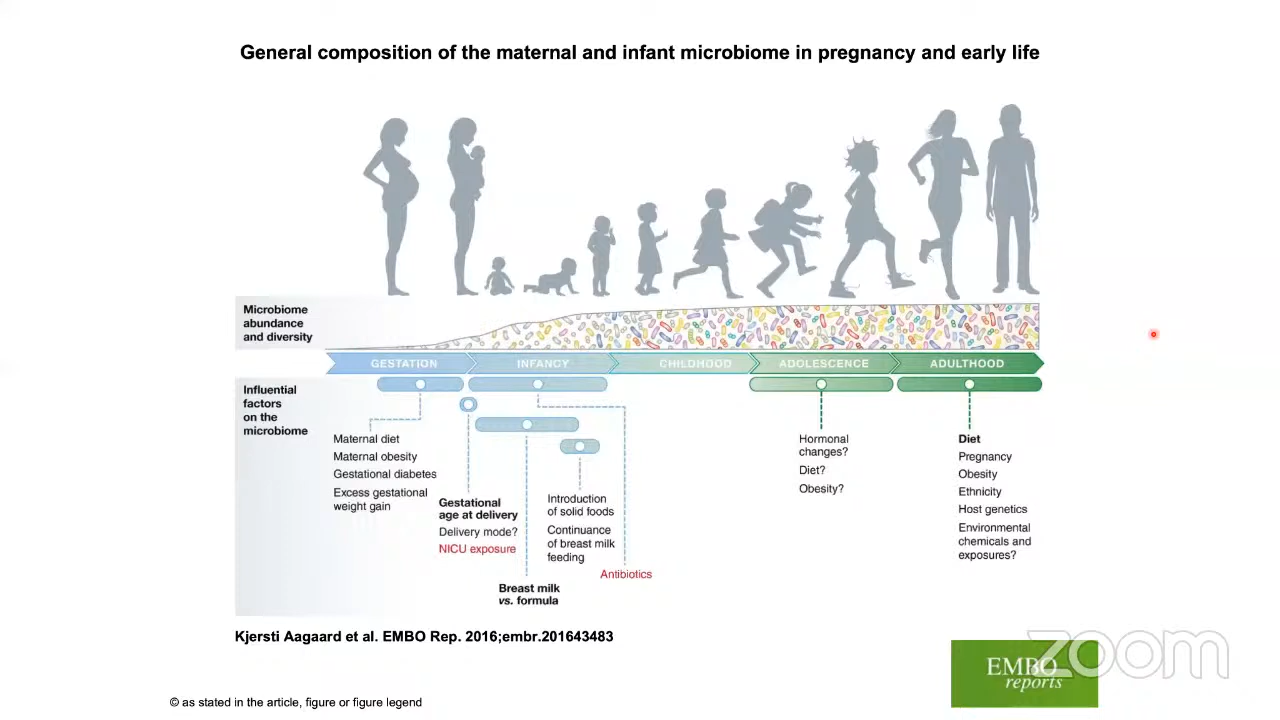 General composition of the maternal and infant microbiome in pregnancy and early life
Microbiome
abundance
and diversity
GESTATION
INFANCY
CHILDHOOD
ADOLESCENCE
ADULTHOOD
Influential
factors
on the
microbiome
Maternal diet
Maternal obesity
Gestational diabetes
Excess gestational
weight gain
Gestational
age at delivery
Delivery mode?
NICU exposure
Breast milk
vs. formula
Introduction
of solid foods
Continuance
of breast milk
feeding
Antibiotics
Hormonal
changes?
Diet?
Obesity?
Diet
Pregnancy
Obesity
Ethnicity
Host genetics
Environmental
chemicals and
exposures?
Kjersti Aagaard et al. EMBO Rep. 2016;embr.201643483
EMBO
reports
zoom
© as stated in the article, figure or figure legend